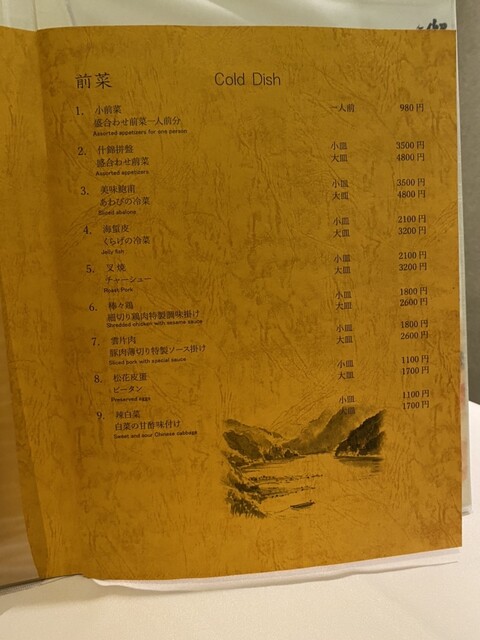 前菜 Cold Dish
1. 小前菜 一人前 980円
盛合わせ前菜一人前分
Assorted appetizers for one person
2. 什錦拼盤 小皿 3500円
盛合わせ前菜 大皿 4800円
Assorted appetizers
3. 美味鮑甫 小皿 3500円
あわびの冷菜 大皿 4800円
Sliced abalone
4. 海蜇皮 小皿 2100円
くらげの冷菜 大皿 3200円
Jelly fish
5. 叉焼 小皿 2100円
チャーシュー 大皿 3200円
Roast Pork
6. 棒々鶏 小皿 1800円
細切り鶏肉特製調味掛け 大皿 2600円
Shredded chicken with sesame sauce
7. 雲片肉 小皿 1800円
豚肉薄切り特製ソース掛け 大皿 2600円
Sliced pork with special sauce
8. 松花皮蛋 小皿 1100円
ピータン 大皿 1700円
Preserved eggs
9. 辣白菜 小皿 1100円
白菜の甘酢味付け 大皿 1700円
Sweet and sour Chinese cabbage